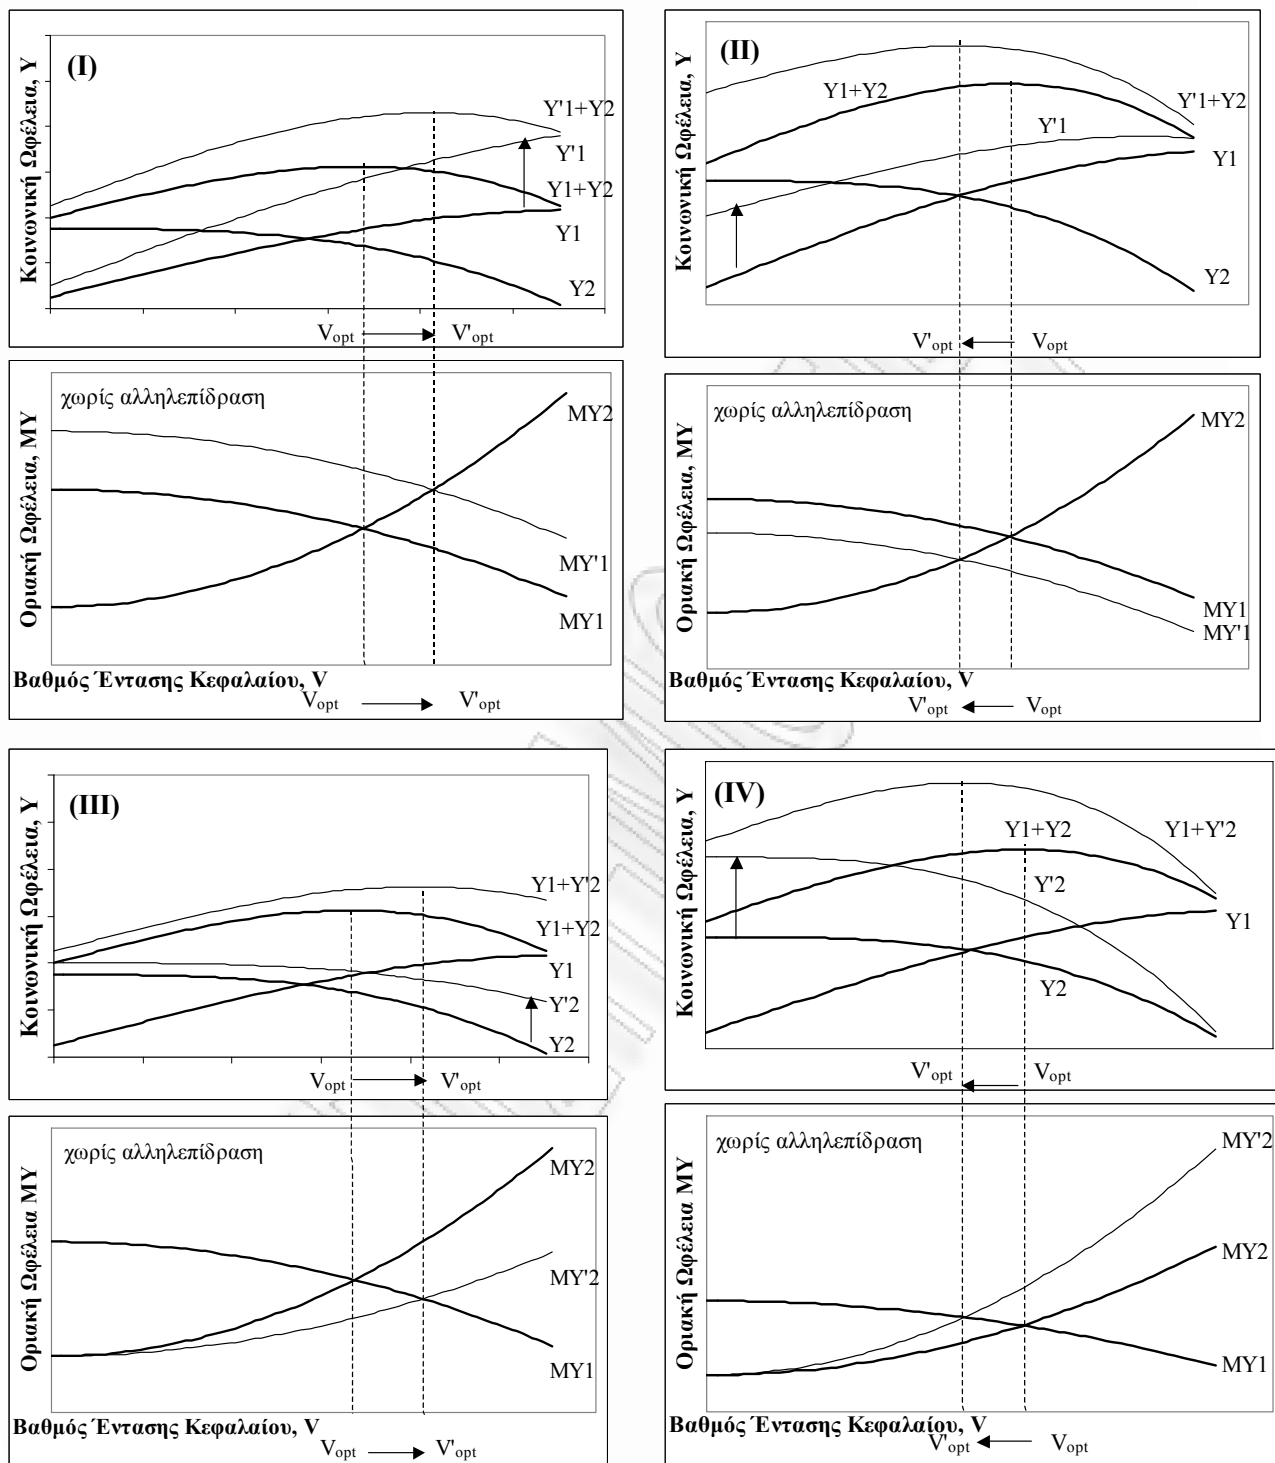 Κοινωνική Ωφέλεια, Υ
(I)
Y'1+Y2
Y'1
Y1+Y2
Y1
Y2
Vopt
V'opt
Οριακή Ωφέλεια, ΜΥ
χωρίς αλληλεπίδραση
MY2
MY'1
MY1
Βαθμός Έντασης Κεφαλαίου, V
Vopt
V'opt
Κοινωνική Ωφέλεια, Υ
(II)
Y1+Y2
Y'1+Y2
Y'1
Y1
Y2
V'opt
Vopt
Οριακή Ωφέλεια, ΜΥ
χωρίς αλληλεπίδραση
MY2
MY1
MY'1
Βαθμός Έντασης Κεφαλαίου, V
V'opt
Vopt
Κοινωνική Ωφέλεια, Υ
(III)
Y1+Y'2
Y1+Y2
Y1
Y'2
Y2
Vopt
V'opt
Οριακή Ωφέλεια ΜΥ
χωρίς αλληλεπίδραση
MY2
MY'2
MY1
Βαθμός Έντασης Κεφαλαίου, V
Vopt
V'opt
Κοινωνική Ωφέλεια, Υ
(IV)
Y1+Y2
Y1+Y'2
Y'2
Y1
Y2
V'opt
Vopt
Οριακή Ωφέλεια ΜΥ
χωρίς αλληλεπίδραση
MY'2
MY2
MY1
Βαθμός Έντασης Κεφαλαίου, V
V'opt
Vopt